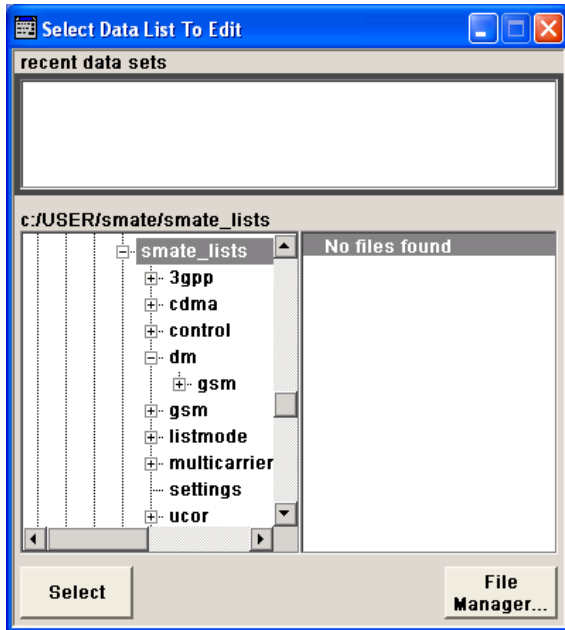 Select Data List To Edit
recent data sets
c:/USER/smate/smate_lists
smate_lists
3gpp
cdma
control
dm
gsm
gsm
listmode
multicarrier
settings
ucor
No files found
Select
File
Manager...